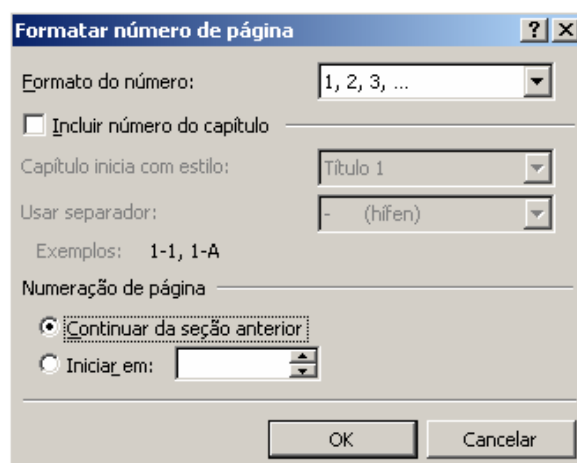 Formatar número de página
Formato do número: 1, 2, 3, ...
Incluir número do capítulo
Capítulo inicia com estilo: Título 1
Usar separador: - (hífen)
Exemplos: 1-1, 1-A
Numeração de página
Continuar da seção anterior
Iniciar em:
OK Cancelar